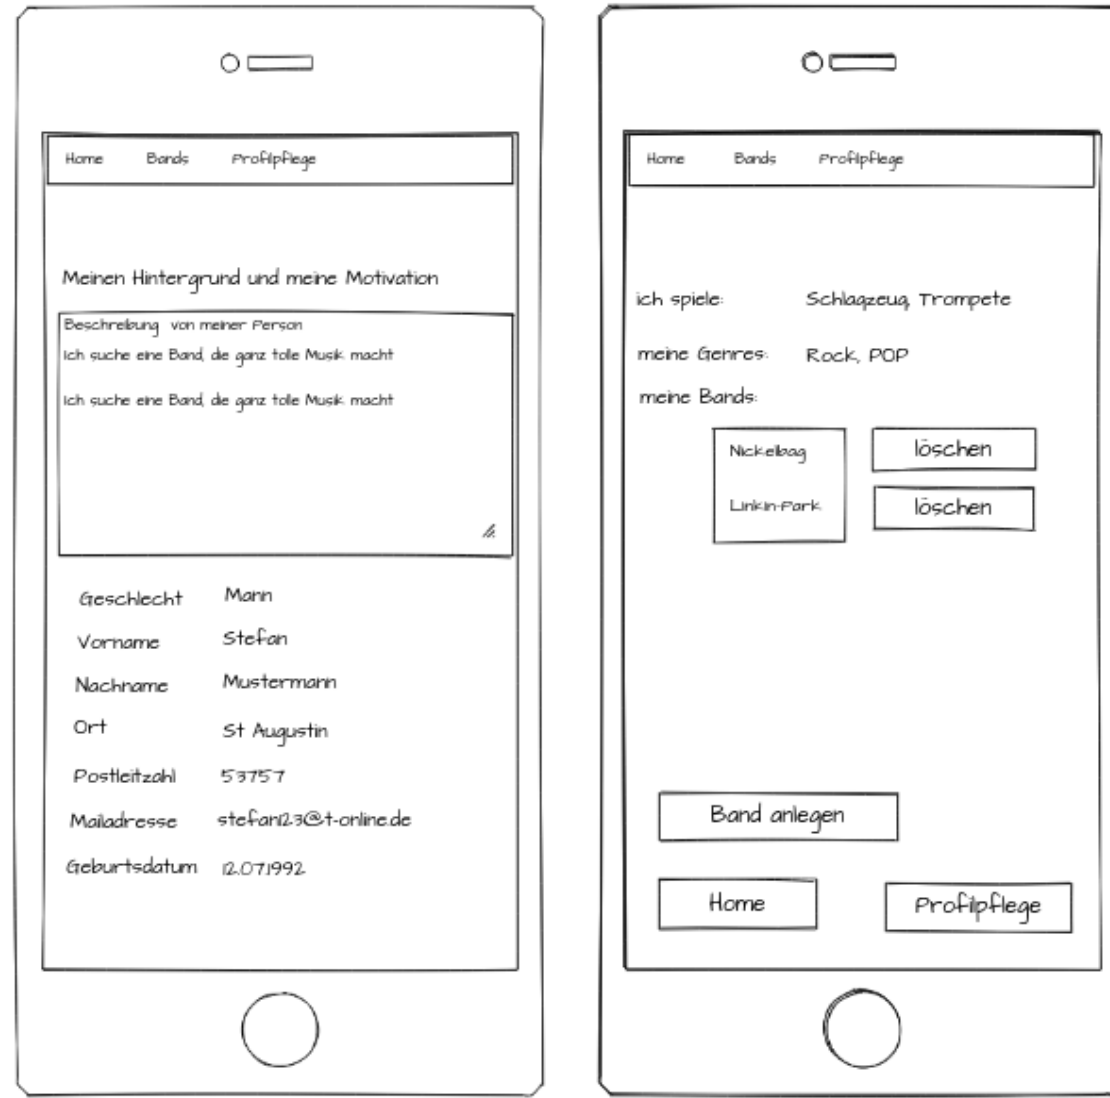 Home Bands Profilpflege
Meinen Hintergrund und meine Motivation
Beschreibung von meiner Person
Ich suche eine Band, die ganz tolle Musik macht
Ich suche eine Band, die ganz tolle Musik macht
Geschlecht Mann
Vorname Stefan
Nachname Mustermann
Ort St Augustin
Postleitzahl 53757
Mailadresse stefan123@t-online.de
Geburtsdatum 12.07.1992
Home Bands Profilpflege
ich spiele: Schlagzeug, Trompete
meine Genres: Rock, POP
meine Bands:
Nickelbag löschen
Linkin-Park löschen
Band anlegen
Home Profilpflege